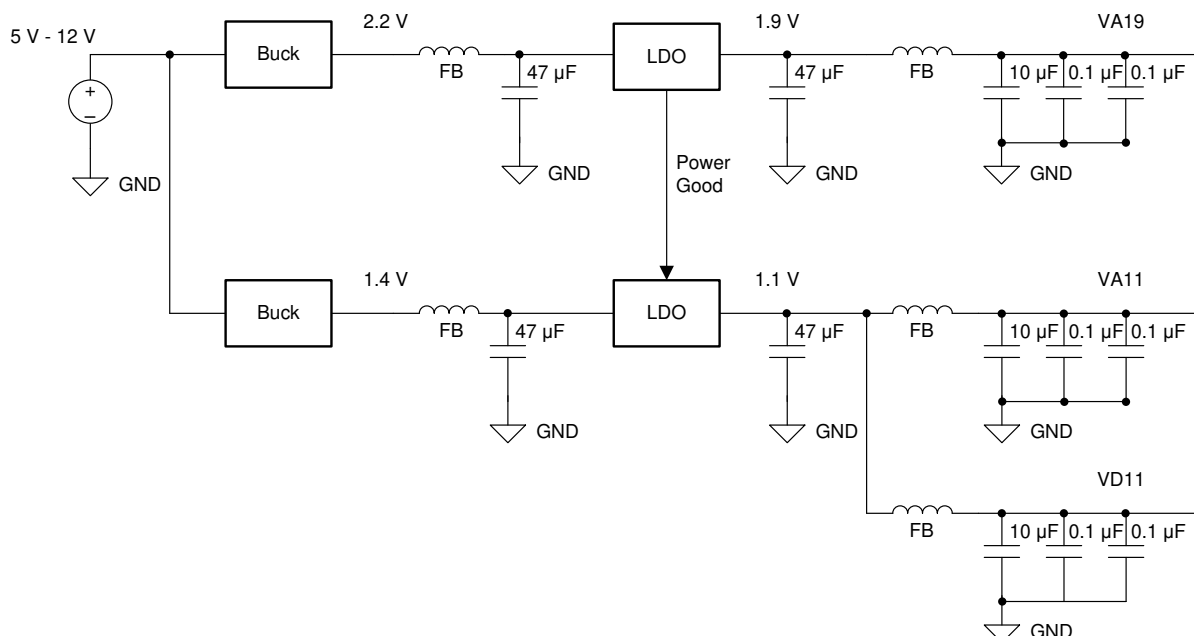 2.2 V
1.9 V
VA19
5 V - 12 V
Buck
LDO
FB
47 µF
47 µF
FB
10 µF
0.1 µF
0.1 µF
+
−
GND
GND
Power
Good
GND
GND
1.4 V
1.1 V
VA11
Buck
LDO
FB
47 µF
47 µF
FB
10 µF
0.1 µF
0.1 µF
GND
GND
GND
VD11
FB
10 µF
0.1 µF
0.1 µF
GND